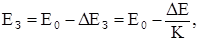 E₃ = E₀ − ΔE₃ = E₀ − ΔE/K,